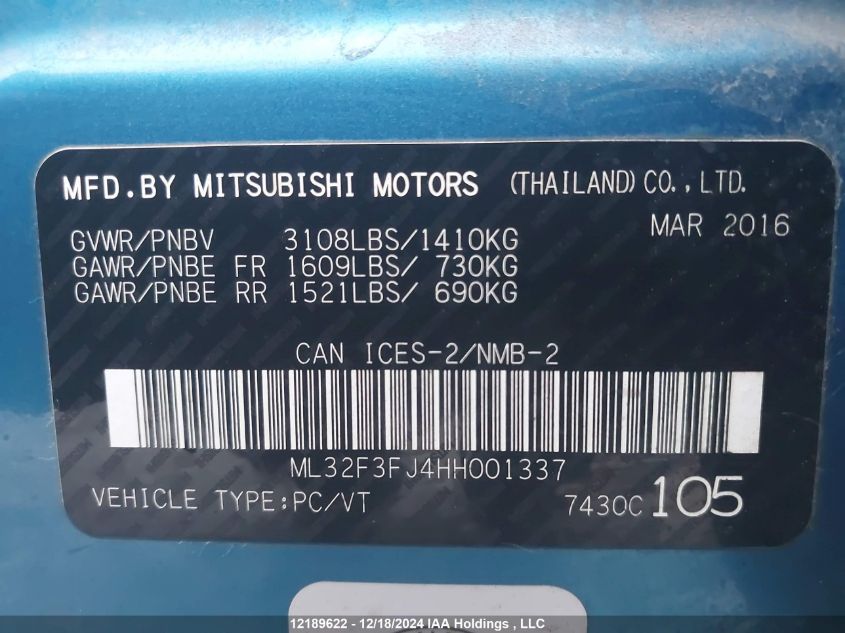 MFD.BY MITSUBISHI MOTORS (THAILAND) CO., LTD.
MAR 2016
GVWR/PNBV 3108LBS/1410KG
GAWR/PNBE FR 1609LBS/ 730KG
GAWR/PNBE RR 1521LBS/ 690KG
CAN ICES-2/NMB-2
ML32F3FJ4HH001337
VEHICLE TYPE:PC/VT 7430C 105
12189622 - 12/18/2024 IAA Holdings , LLC